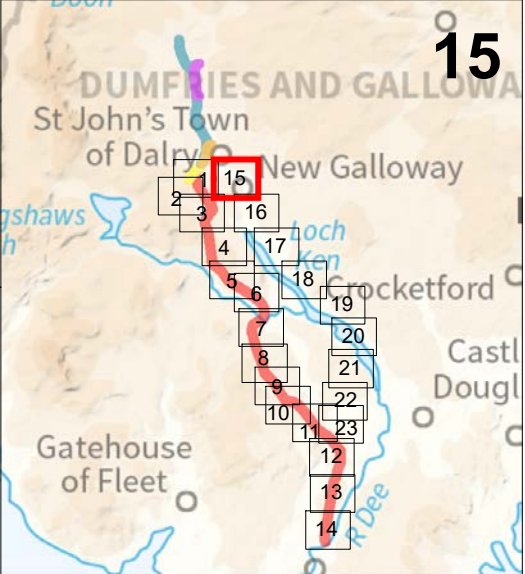 Doon
15
DUMFRIES AND GALLOWA
St John's Town
of Dalry
New Galloway
1
15
2
3
16
gshaws
h
Loch
Ken
4
17
5
18
6
Crocketford
19
7
20
8
21
Castl
Dougl
9
22
10
11
23
12
Gatehouse
of Fleet
13
R Dee
14